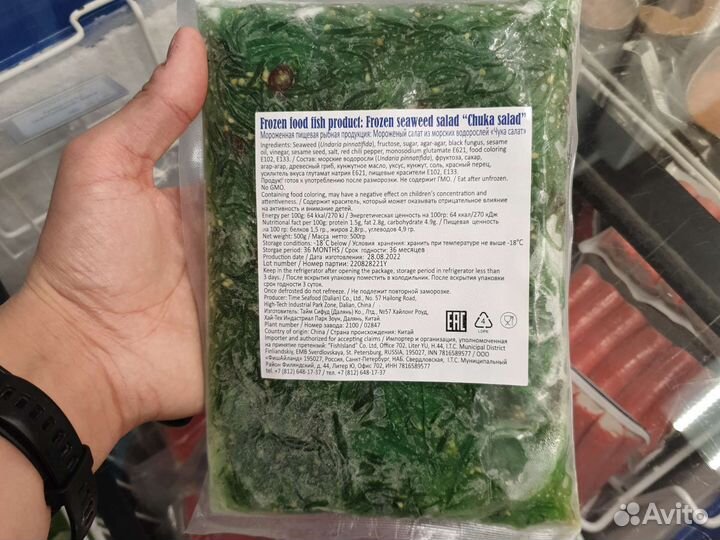 Frozen food fish product: Frozen seaweed salad "Chuka salad"
Мороженная пищевая рыбная продукция: Мороженый салат из морских водорослей «Чука салат»
Ingredients: Seaweed (Undaria pinnatifida), fructose, sugar, agar-agar, black fungus, sesame
oil, vinegar, sesame seed, salt, red chili pepper, monosodium glutamate E621, food coloring
E102, E133. / Состав: морские водоросли (Undaria pinnatifida), фруктоза, сахар,
агар-агар, древесный гриб, кунжутное масло, уксус, кунжут, соль, красный перец,
усилитель вкуса глутамат натрия E621, пищевые красители E102, E133.
Продукт готов к употреблению после разморозки. Не содержит ГМО. / Eat after unfrozen.
No GMO.
Containing food coloring, may have a negative effect on children's concentration and
attentiveness. / Содержит краситель, который может оказывать отрицательное влияние
на активность и внимание детей.
Energy per 100g: 64 kkal/270 kJ / Энергетическая ценность на 100гр: 64 ккал/270 кДж
Nutritional fact per 100g: protein 1.5g, fat 2.8g, carbohydrate 4.9g. / Пищевая ценность
на 100 гр: белков 1,5 гр., жиров 2,8гр., углеводов 4,9 гр.
Net weight: 500g / Масса нетто: 500гр
Storage conditions: -18˚C below / Условия хранения: хранить при температуре не выше -18˚C
Storgae period: 36 MONTHS / Срок годности: 36 месяцев
Production date / Дата изготовления: 28.08.2022
Lot number / Номер партии: 220828221Y
Keep in the refrigerator after opening the package, storage period in refrigerator less than
3 days. / После вскрытия упаковку поместить в холодильник. После вскрытия упаковки
срок годности 3 суток.
Once defrosted do not refreeze. / Не подлежит повторной заморозке.
Producer: Time Seafood (Dalian) Co., Ltd., No. 57 Hailong Road,
High-Tech Industrial Park Zone, Dalian, China /
Изготовитель: Тайм Сифуд (Далянь) Ко., Лтд., №57 Хайлонг Роуд,
Хай-Тек Индастриал Парк Зоун, Далянь, Китай.
Plant number / Номер завода: 2100 / 02847
Country of origin: China / Страна происхождения: Китай
EAC
4
LDPE
Importer and authorized for accepting claims / Импортер и организация, уполномоченная
на принятие претензий: "FishIsland" Co. Ltd, Office 702, Liter YU, H.44, I.T.C. Municipal District
Finliandskiy, EMB Sverdlovskaya, St. Petersburg, RUSSIA, 195027, INN 7816589577 / ООО
«ФишАйланд» 195027, Россия, Санкт-Петербург, НАБ. Свердловская, I.T.C. Муниципальный
Район Финляндский, д. 44, Литер Ю, Офис 702, ИНН 7816589577
+7 (812) 648-17-37 / +7 (812) 648-17-37
Avito